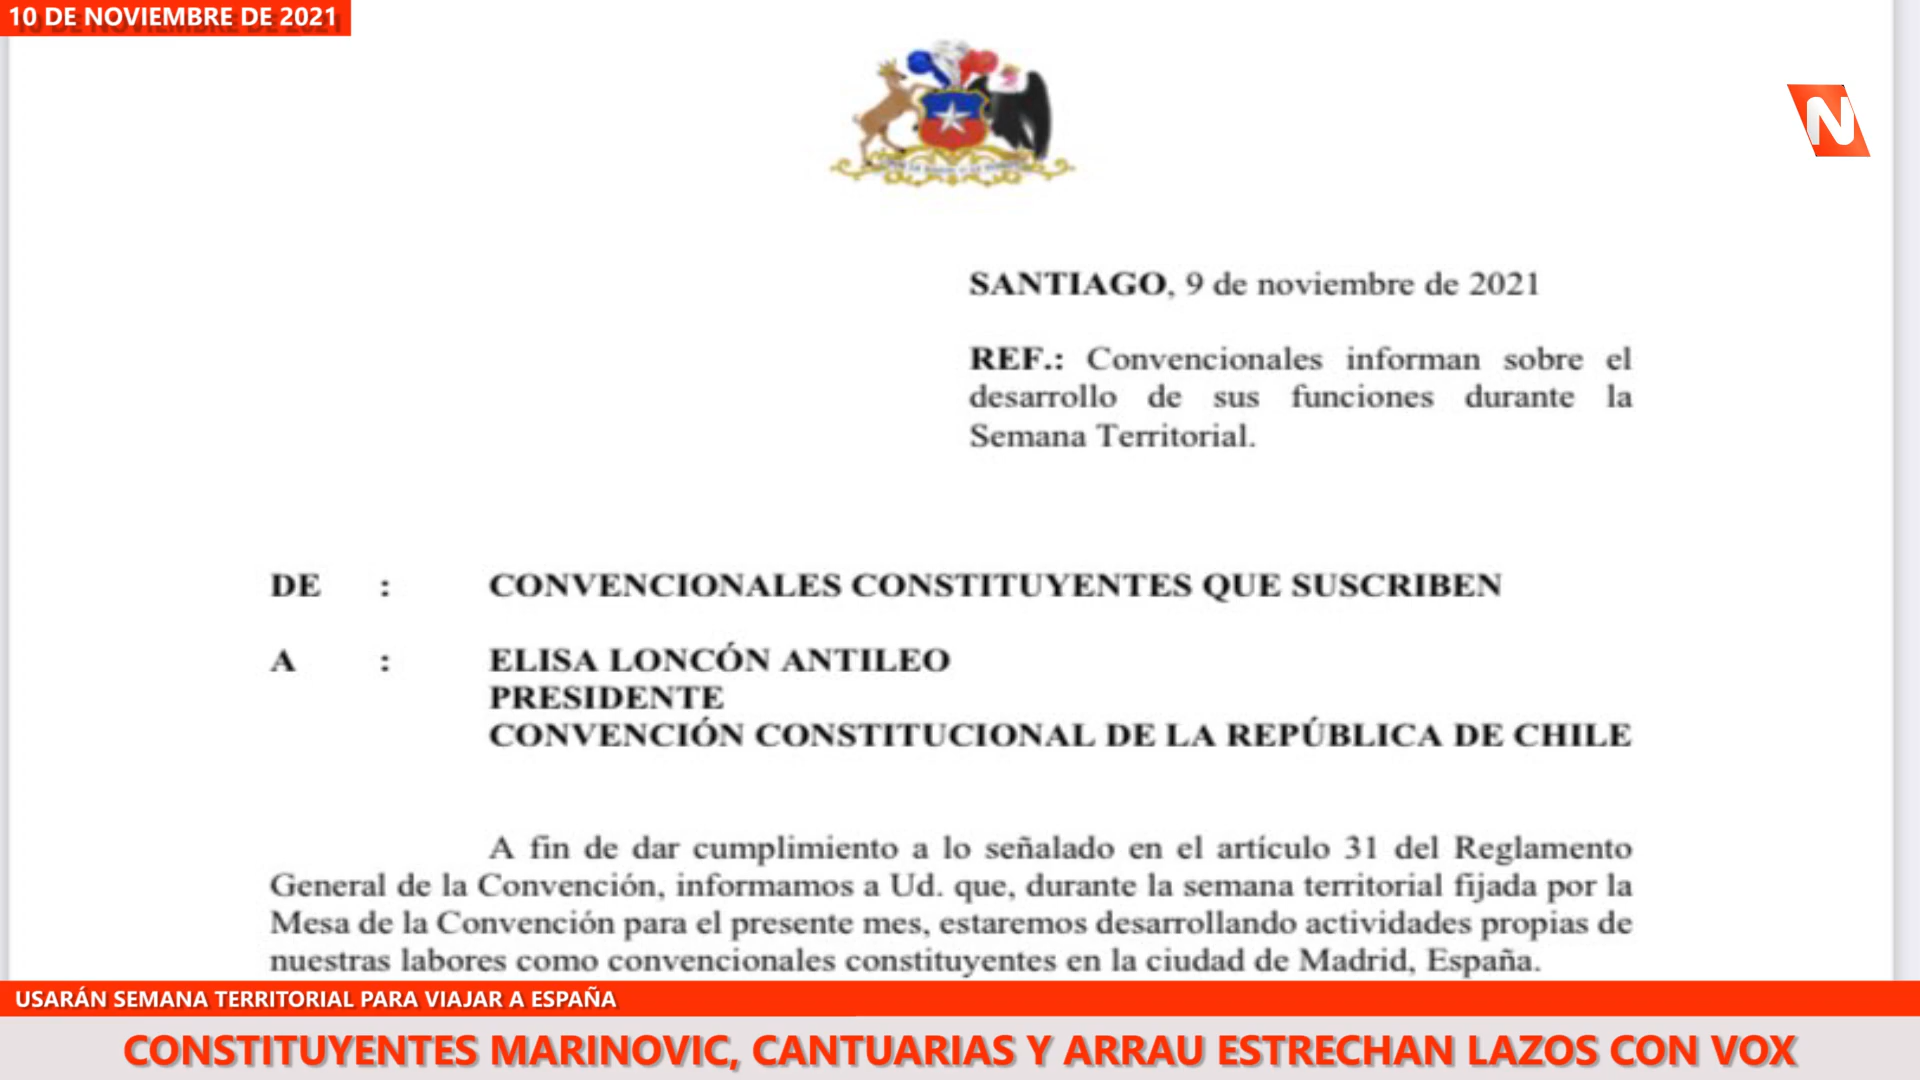 10 DE NOVIEMBRE DE 2021
N
SANTIAGO, 9 de noviembre de 2021
REF.: Convencionales informan sobre el
desarrollo de sus funciones durante la
Semana Territorial.
DE : CONVENCIONALES CONSTITUYENTES QUE SUSCRIBEN
A : ELISA LONCÓN ANTILEO
PRESIDENTE
CONVENCIÓN CONSTITUCIONAL DE LA REPÚBLICA DE CHILE
A fin de dar cumplimiento a lo señalado en el artículo 31 del Reglamento
General de la Convención, informamos a Ud. que, durante la semana territorial fijada por la
Mesa de la Convención para el presente mes, estaremos desarrollando actividades propias de
nuestras labores como convencionales constituyentes en la ciudad de Madrid, España.
USARÁN SEMANA TERRITORIAL PARA VIAJAR A ESPAÑA
CONSTITUYENTES MARINOVIC, CANTUARIAS Y ARRAU ESTRECHAN LAZOS CON VOX